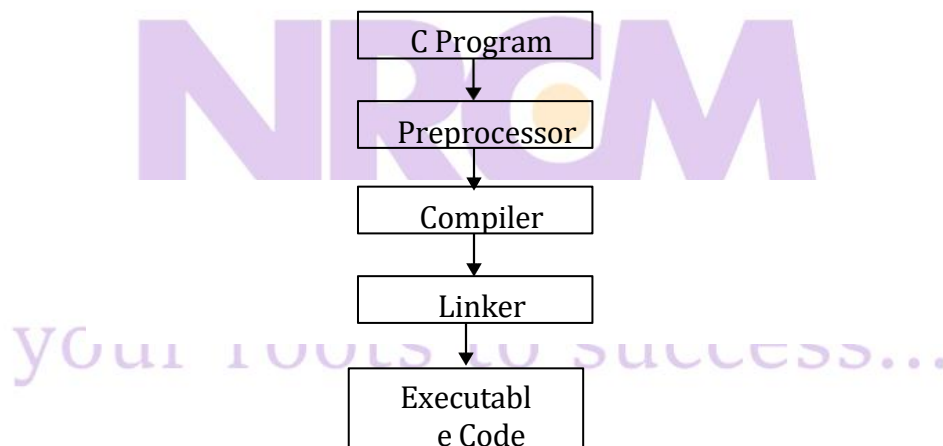 NRCM
C Program
Preprocessor
Compiler
Linker
your roots to success...
Executabl
e Code